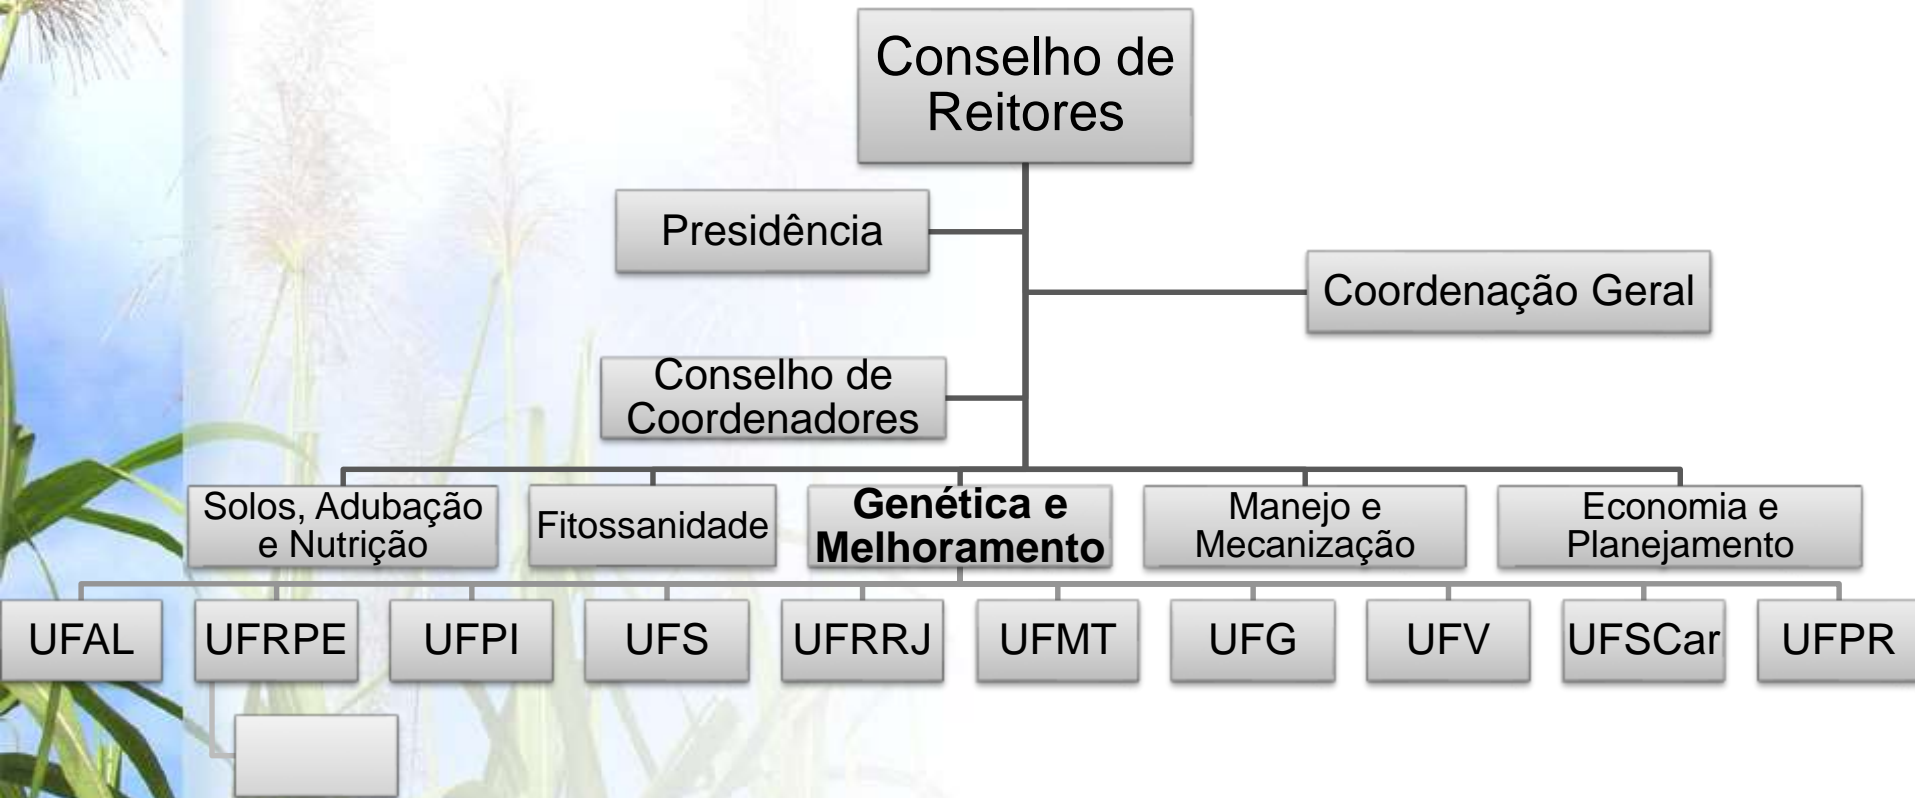 Conselho de
Reitores
Presidência
Coordenação Geral
Conselho de
Coordenadores
Solos, Adubação
e Nutrição
Fitossanidade
Genética e
Melhoramento
Manejo e
Mecanização
Economia e
Planejamento
UFAL
UFRPE
UFPI
UFS
UFRRJ
UFMT
UFG
UFV
UFSCar
UFPR